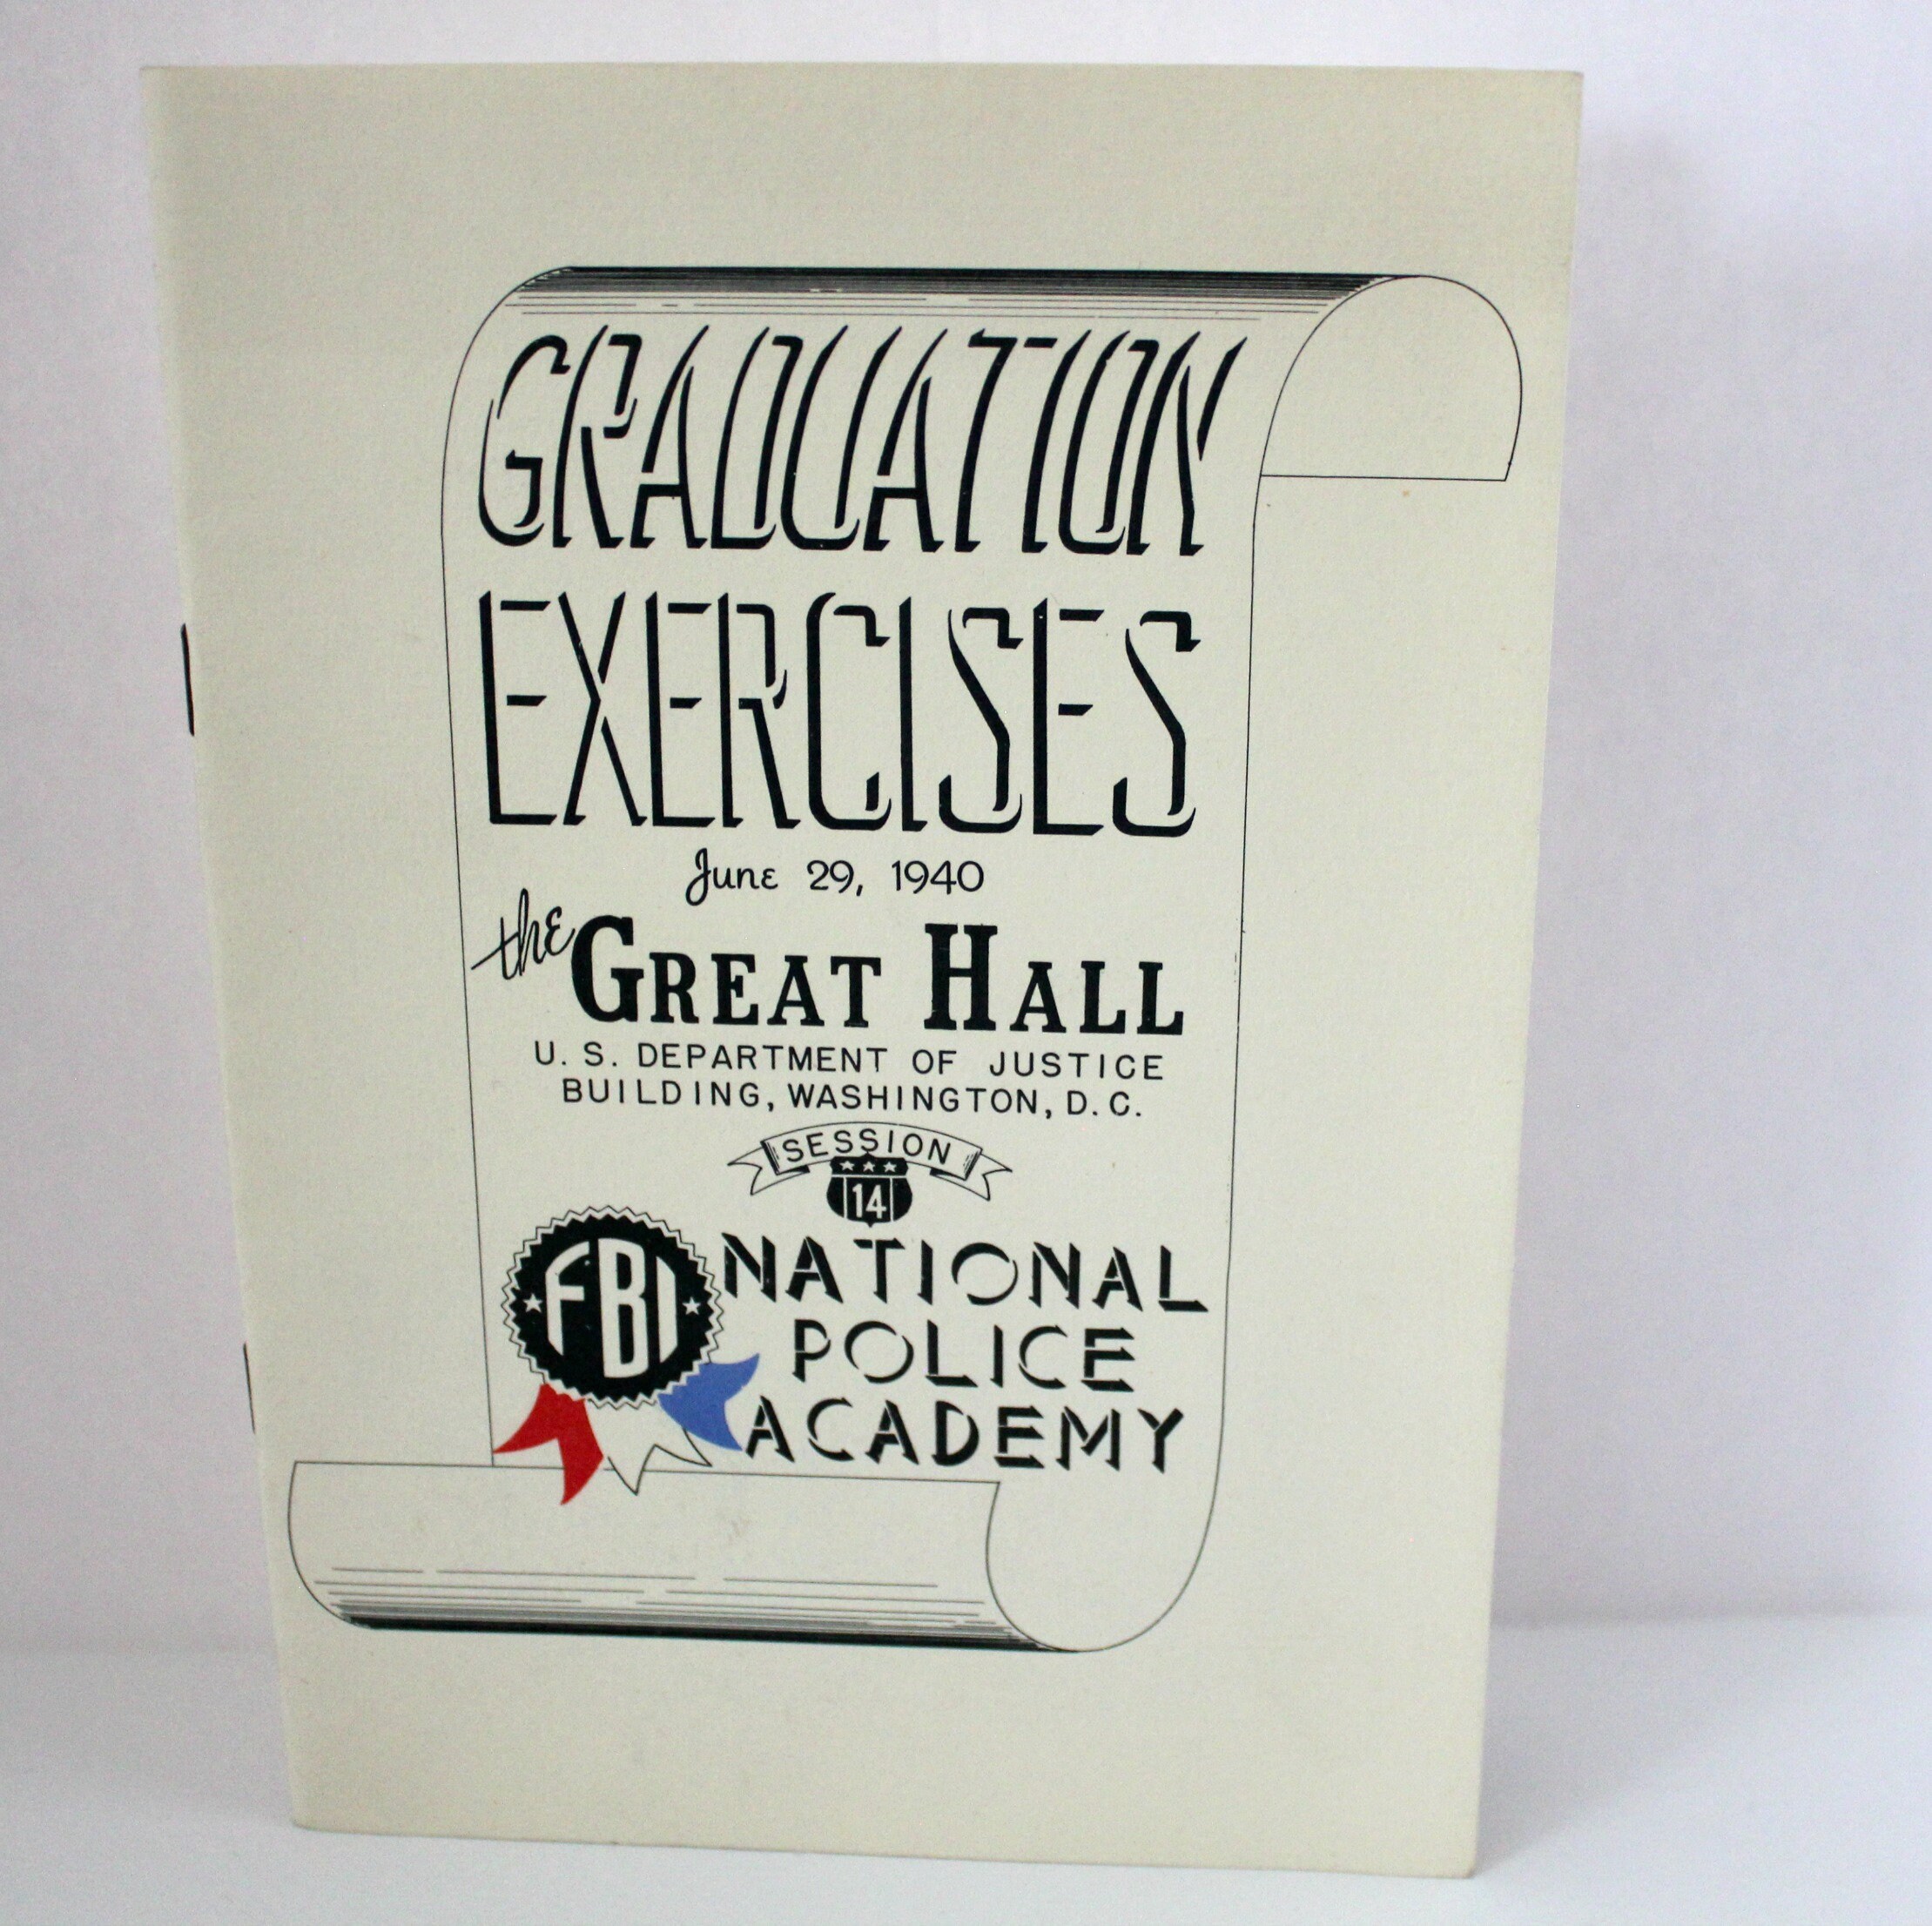 GRADUATION
EXERCISES
June 29, 1940
the GREAT HALL
U. S. DEPARTMENT OF JUSTICE
BUILDING, WASHINGTON, D. C.
SESSION
14
FBI
NATIONAL
POLICE
ACADEMY